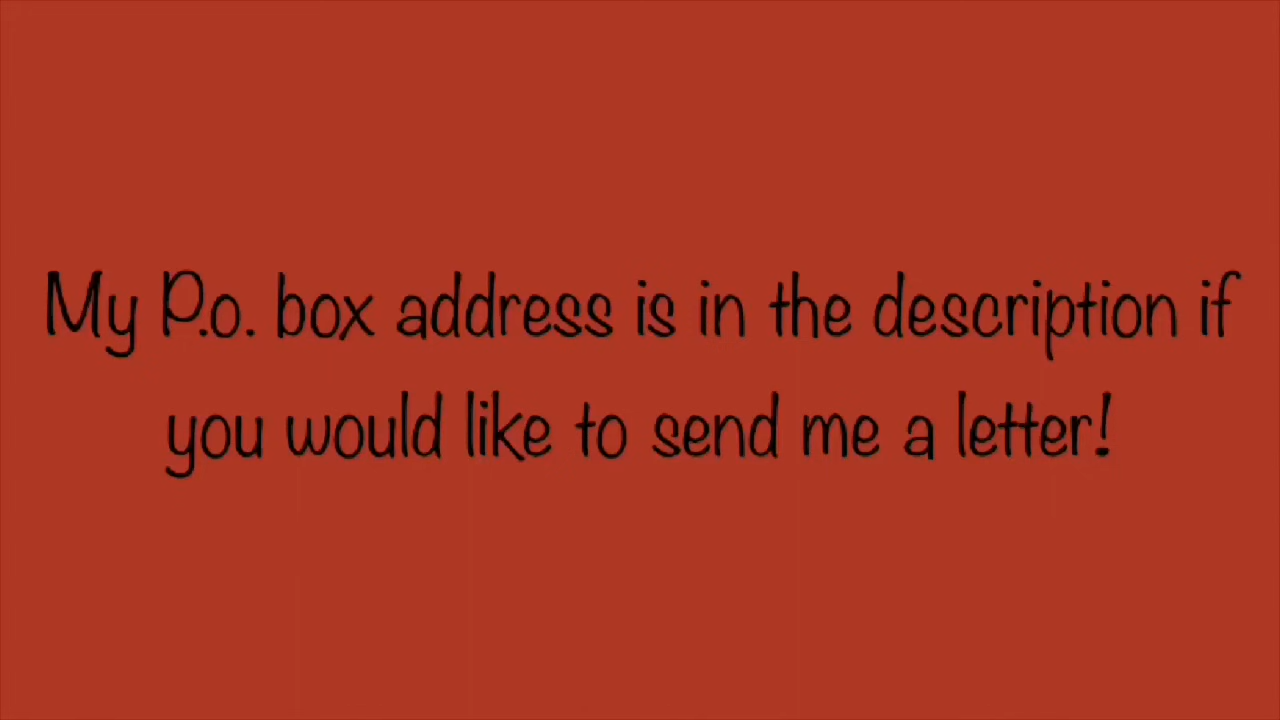 My P.o. box address is in the description if
you would like to send me a letter!